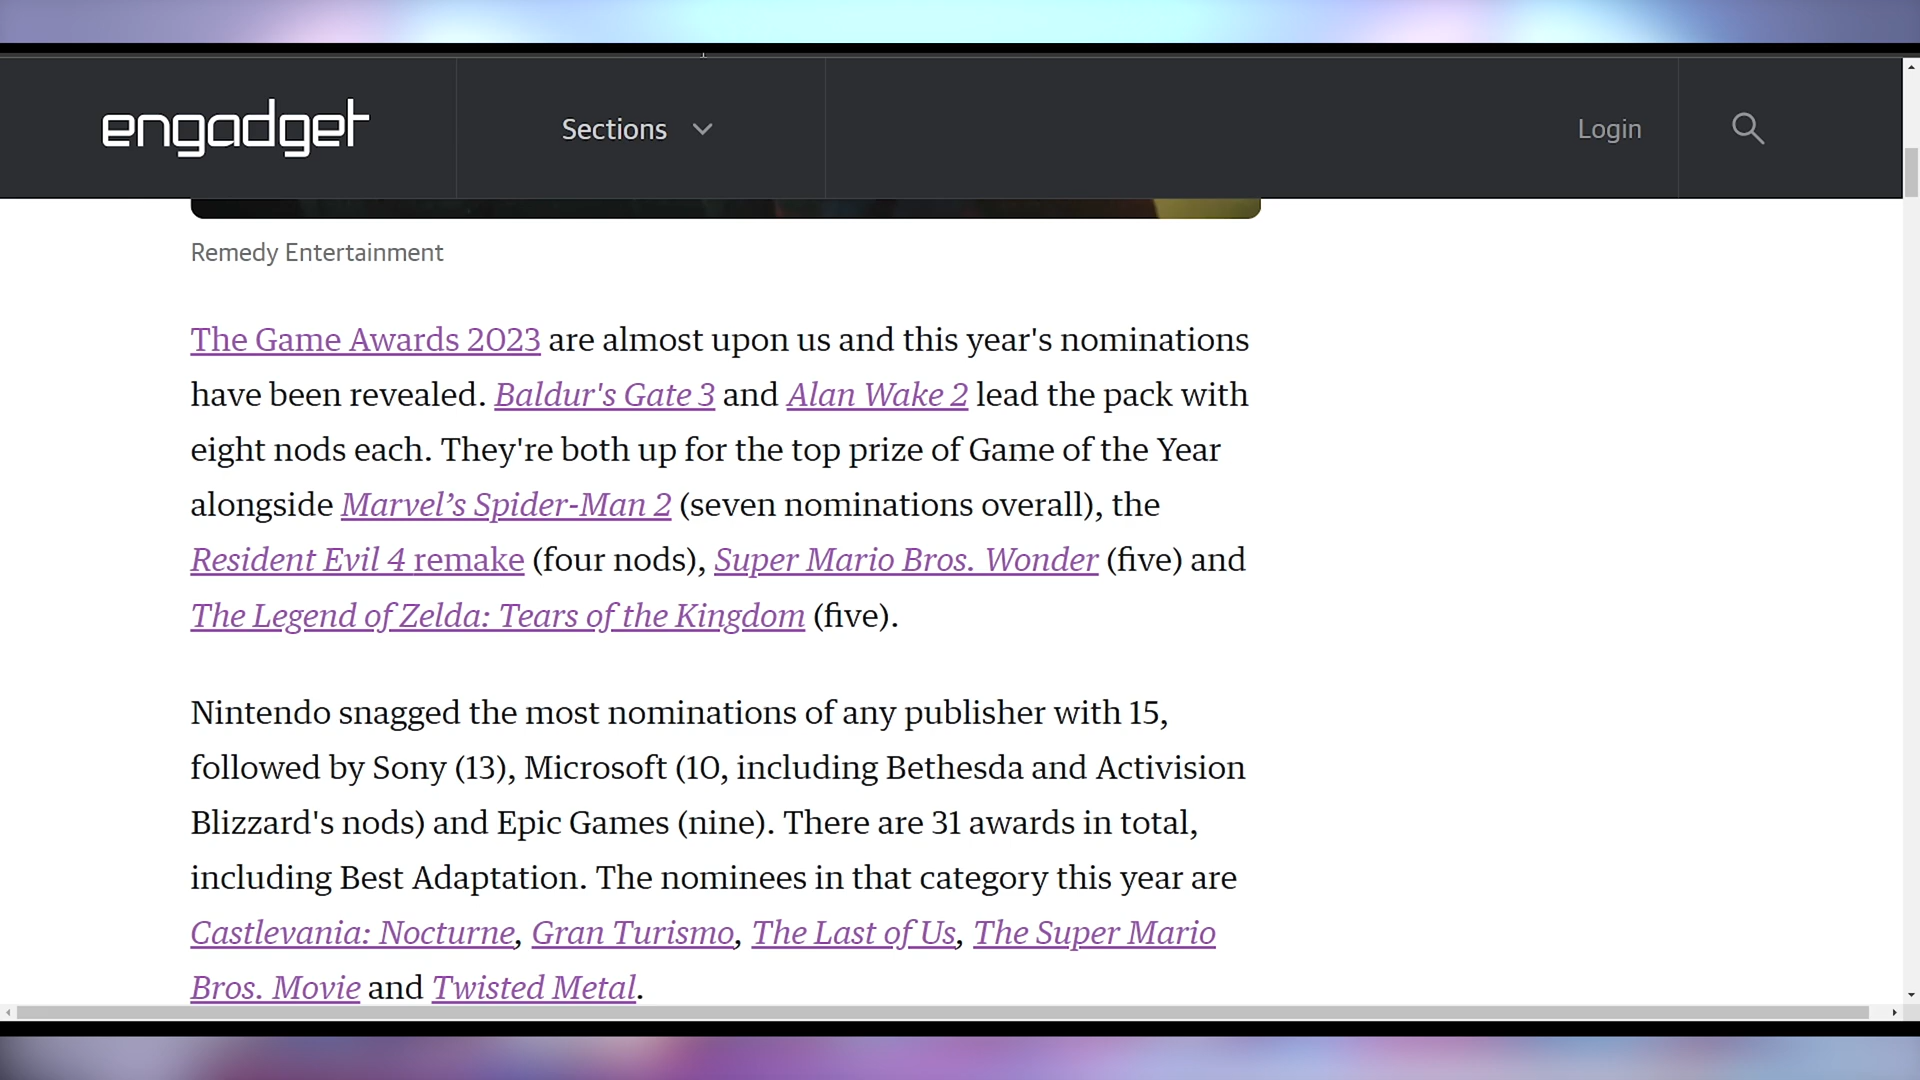 engadget
Sections
Login
Remedy Entertainment
The Game Awards 2023 are almost upon us and this year's nominations
have been revealed. Baldur's Gate 3 and Alan Wake 2 lead the pack with
eight nods each. They're both up for the top prize of Game of the Year
alongside Marvel’s Spider-Man 2 (seven nominations overall), the
Resident Evil 4 remake (four nods), Super Mario Bros. Wonder (five) and
The Legend of Zelda: Tears of the Kingdom (five).
Nintendo snagged the most nominations of any publisher with 15,
followed by Sony (13), Microsoft (10, including Bethesda and Activision
Blizzard's nods) and Epic Games (nine). There are 31 awards in total,
including Best Adaptation. The nominees in that category this year are
Castlevania: Nocturne, Gran Turismo, The Last of Us, The Super Mario
Bros. Movie and Twisted Metal.